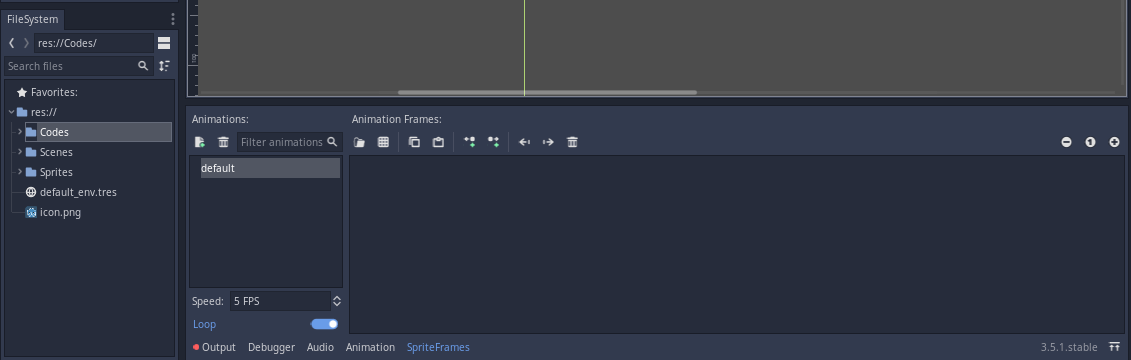 FileSystem
res://Codes/
Search files
Favorites:
res://
Codes
Scenes
Sprites
default_env.tres
icon.png
Animations:
Filter animations
default
Speed: 5 FPS
Loop
Animation Frames:
Output Debugger Audio Animation SpriteFrames 3.5.1.stable